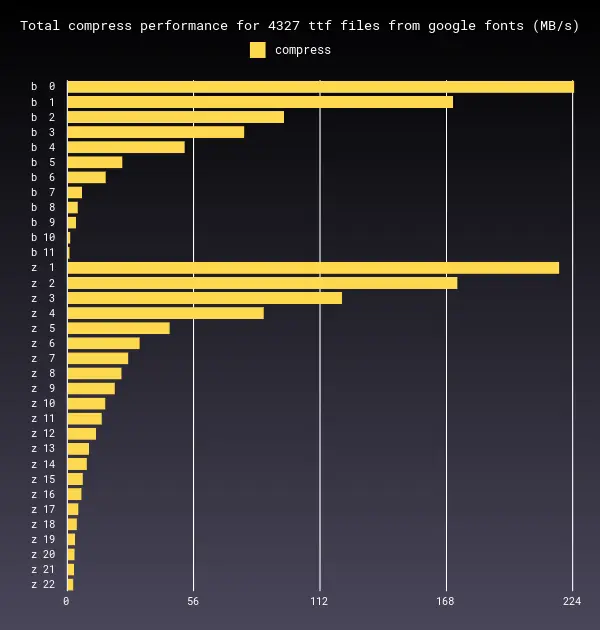 Total compress performance for 4327 ttf files from google fonts (MB/s)
compress
b 0
b 1
b 2
b 3
b 4
b 5
b 6
b 7
b 8
b 9
b 10
b 11
z 1
z 2
z 3
z 4
z 5
z 6
z 7
z 8
z 9
z 10
z 11
z 12
z 13
z 14
z 15
z 16
z 17
z 18
z 19
z 20
z 21
z 22
0 56 112 168 224